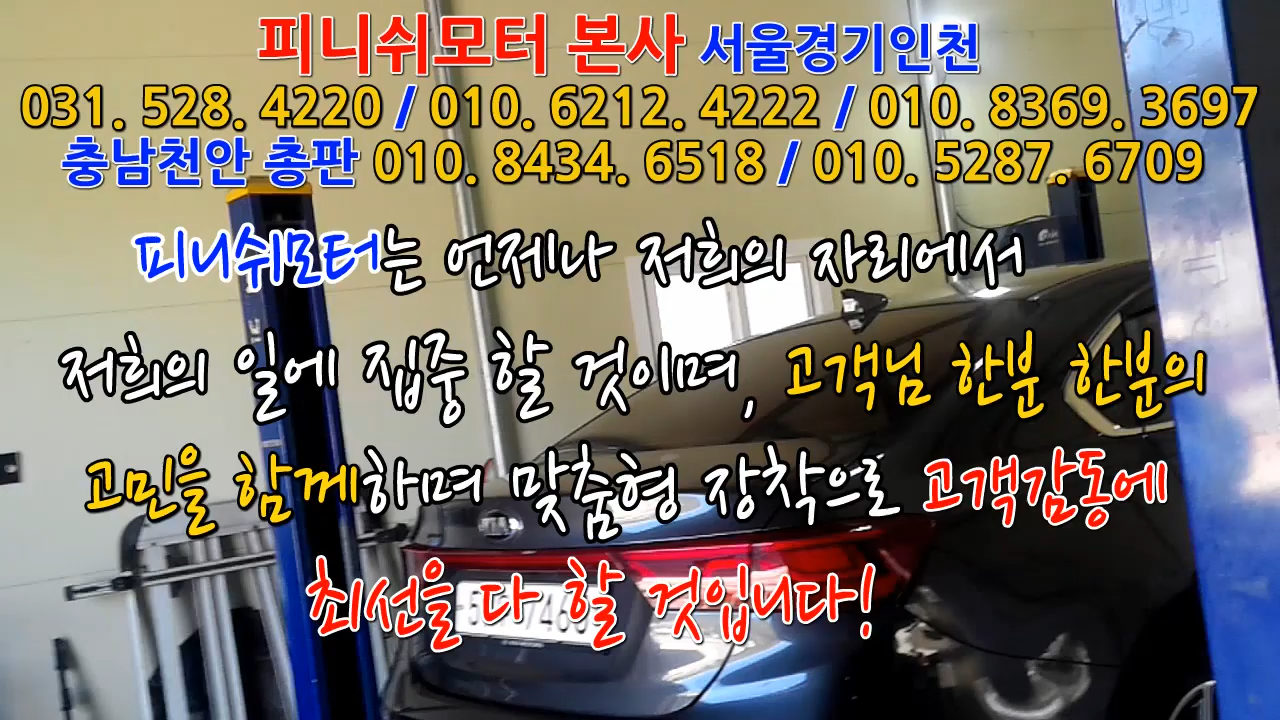 피니쉬모터 본사 서울경기인천
031. 528. 4220 / 010. 6212. 4222 / 010. 8369. 3697
충남천안 총판 010. 8434. 6518 / 010. 5287. 6709
피니쉬모터는 언제나 저희의 자리에서
저희의 일에 집중 할 것이며, 고객님 한분 한분의
고민을 함께하며 맞춤형 장착으로 고객감동에
KIA
최선을 다 할 것입니다!